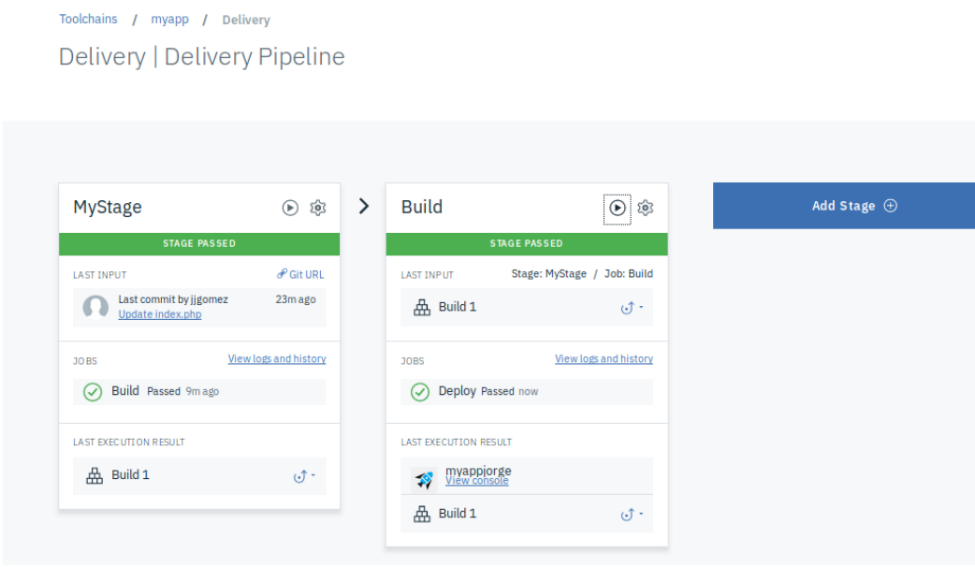 Toolchains / myapp / Delivery
Delivery | Delivery Pipeline
MyStage
STAGE PASSED
LAST INPUT Git URL
Last commit by jjgomez 23m ago
Update index.php
JOBS View logs and history
Build Passed 9m ago
LAST EXECUTION RESULT
Build 1
Build
STAGE PASSED
LAST INPUT Stage: MyStage / Job: Build
Build 1
JOBS View logs and history
Deploy Passed now
LAST EXECUTION RESULT
myappjorge
View console
Build 1
Add Stage